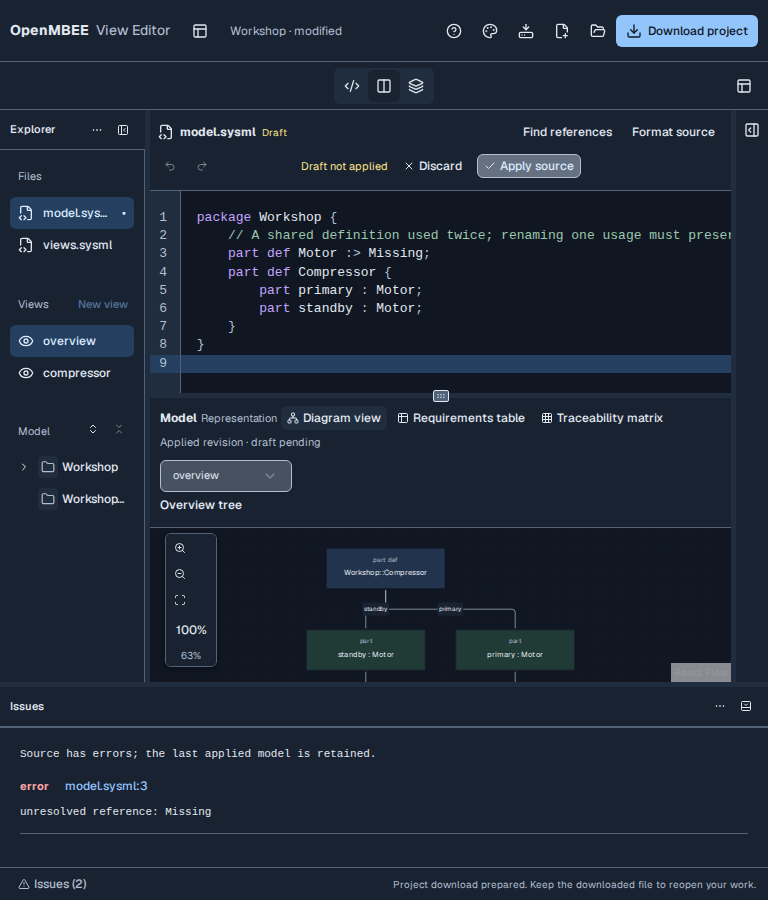 OpenMBEE View Editor
Workshop · modified
Download project
Explorer
model.sysml Draft
Find references
Format source
Draft not applied
Discard
Apply source
Files
model.sys…
views.sysml
Views
New view
overview
compressor
Model
Workshop
Workshop…
1 package Workshop {
2 // A shared definition used twice; renaming one usage must preser
3 part def Motor :> Missing;
4 part def Compressor {
5 part primary : Motor;
6 part standby : Motor;
7 }
8 }
9
Model Representation Diagram view Requirements table Traceability matrix
Applied revision · draft pending
overview
Overview tree
100%
63%
part def
Workshop::Compressor
standby
primary
part
standby : Motor
part
primary : Motor
React Flow
Issues
Source has errors; the last applied model is retained.
error model.sysml:3
unresolved reference: Missing
Issues (2)
Project download prepared. Keep the downloaded file to reopen your work.